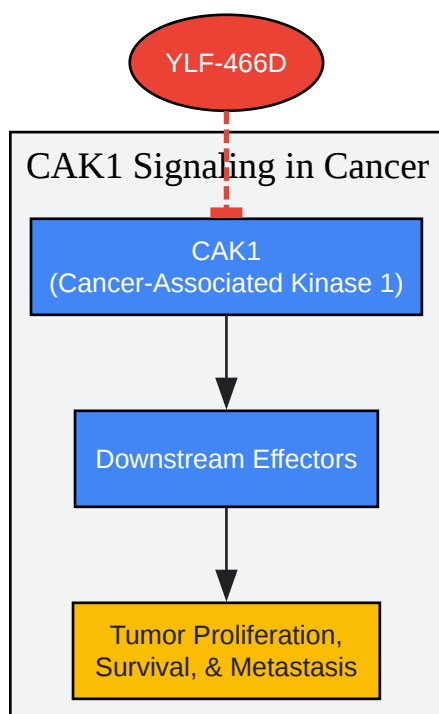 YLF-466D
CAK1 Signaling in Cancer
CAK1
(Cancer-Associated Kinase 1)
Downstream Effectors
Tumor Proliferation,
Survival, & Metastasis